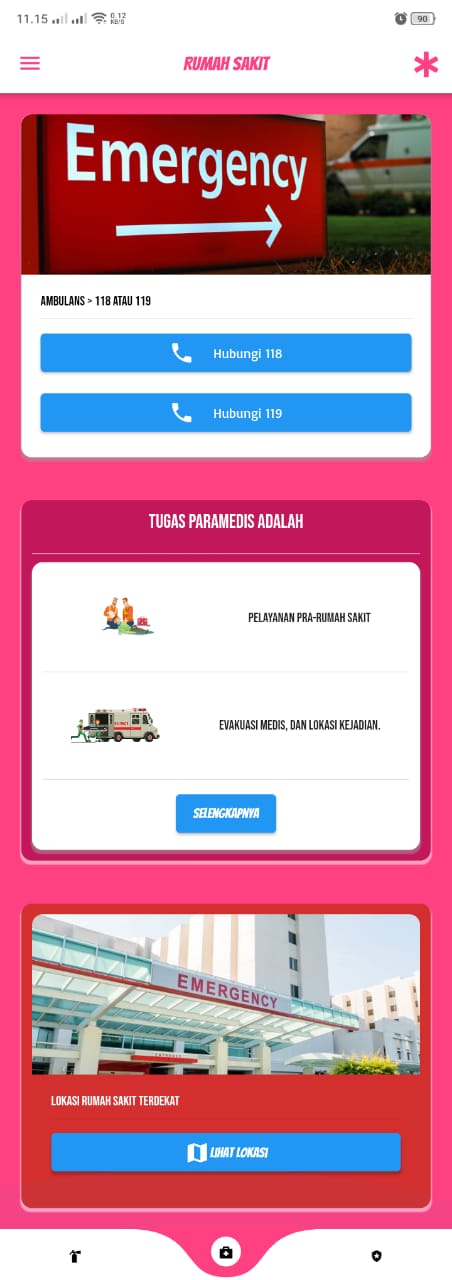 11.15
0.12
KB/S
90
RUMAH SAKIT
Emergency
AMBULANS > 118 ATAU 119
Hubungi 118
Hubungi 119
TUGAS PARAMEDIS ADALAH
PELAYANAN PRA-RUMAH SAKIT
EVAKUASI MEDIS, DAN LOKASI KEJADIAN.
SELENGKAPNYA
EMERGENCY
LOKASI RUMAH SAKIT TERDEKAT
LIHAT LOKASI